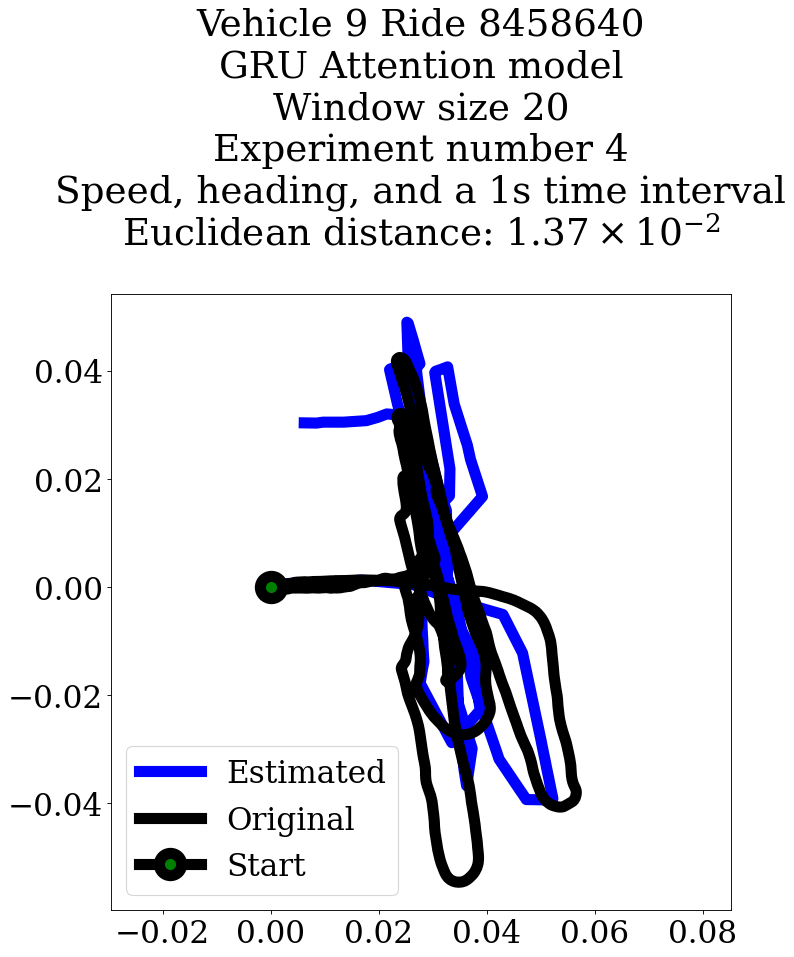 Vehicle 9 Ride 8458640
GRU Attention model
Window size 20
Experiment number 4
Speed, heading, and a 1s time interval
Euclidean distance: 1.37 × 10⁻²
0.04
0.02
0.00
−0.02
−0.04
Estimated
Original
Start
−0.02 0.00 0.02 0.04 0.06 0.08